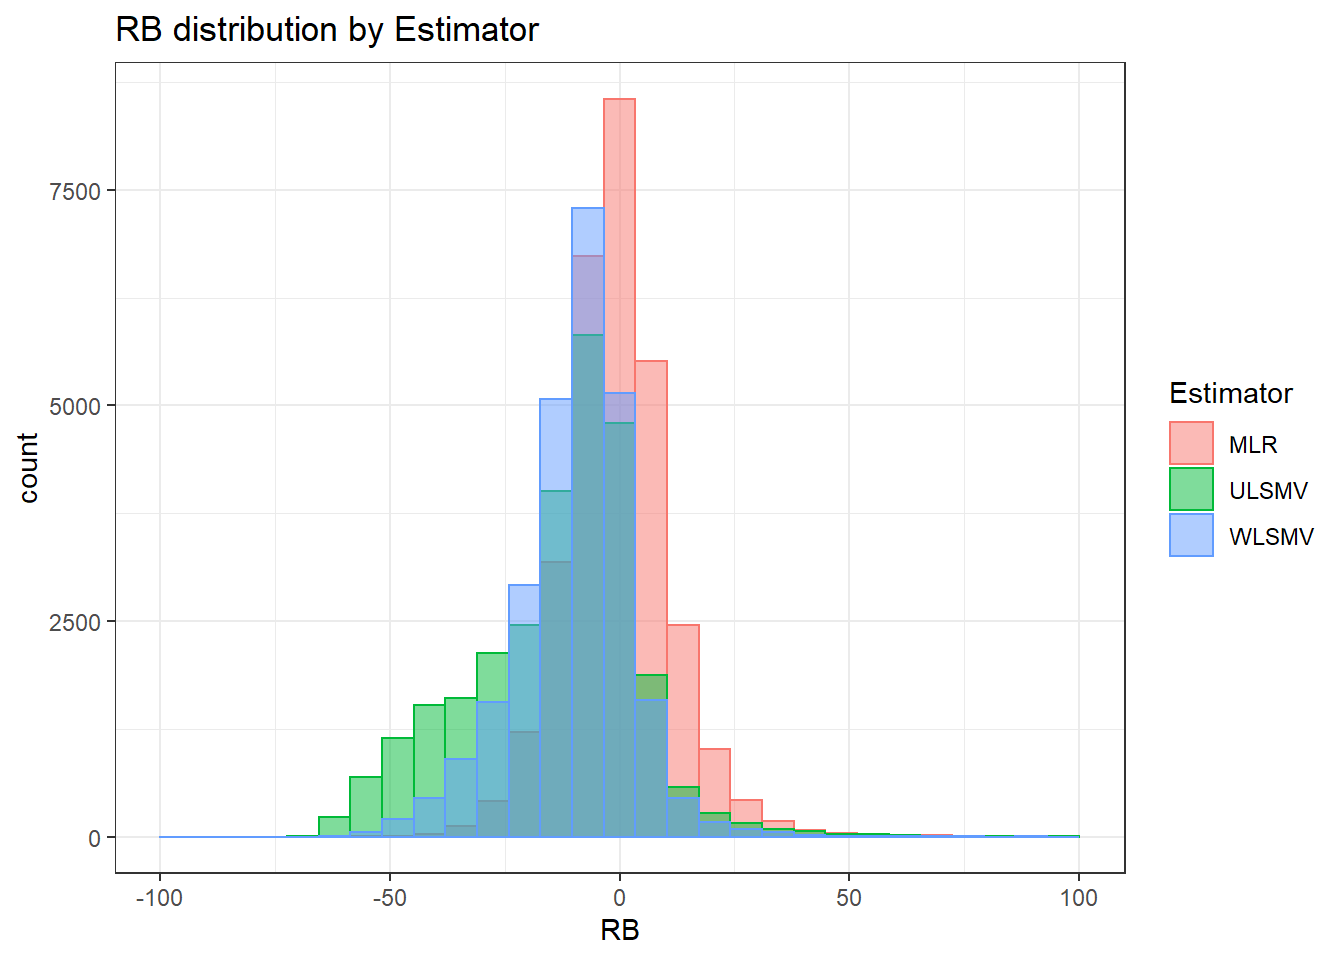 RB distribution by Estimator
7500
5000
2500
0
count
-100
-50
0
50
100
RB
Estimator
MLR
ULSMV
WLSMV